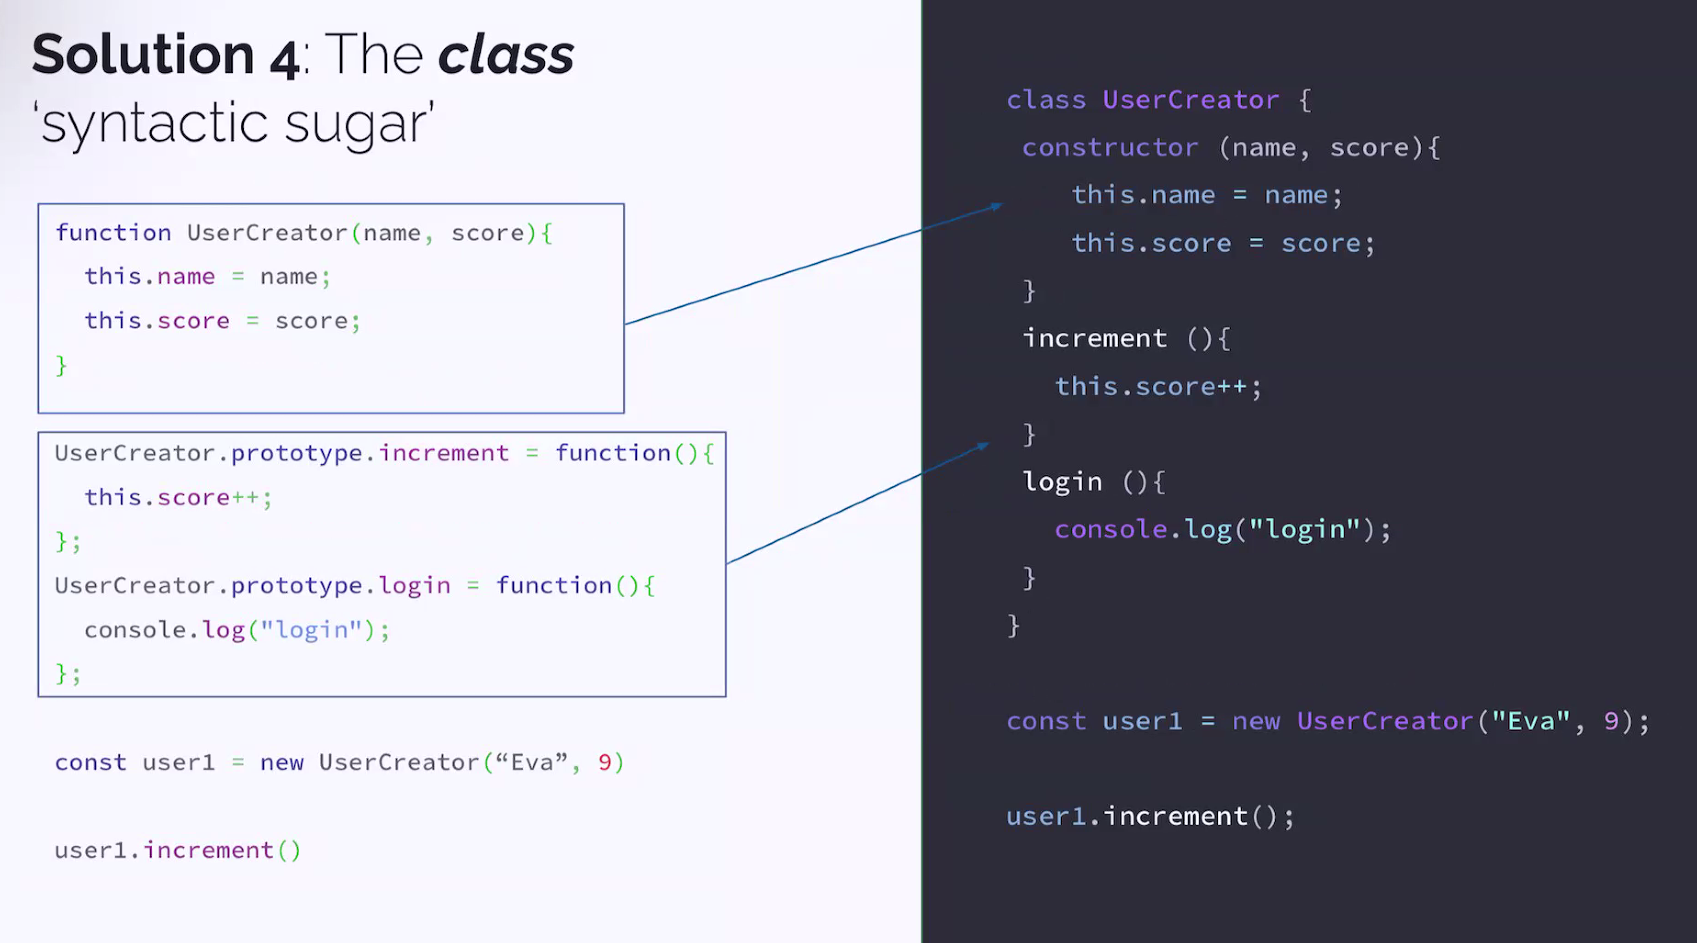 Solution 4: The class
‘syntactic sugar’
function UserCreator(name, score){
this.name = name;
this.score = score;
}
UserCreator.prototype.increment = function(){
this.score++;
};
UserCreator.prototype.login = function(){
console.log("login");
};
const user1 = new UserCreator(“Eva”, 9)
user1.increment()
class UserCreator {
constructor (name, score){
this.name = name;
this.score = score;
}
increment (){
this.score++;
}
login (){
console.log("login");
}
}
const user1 = new UserCreator("Eva", 9);
user1.increment();